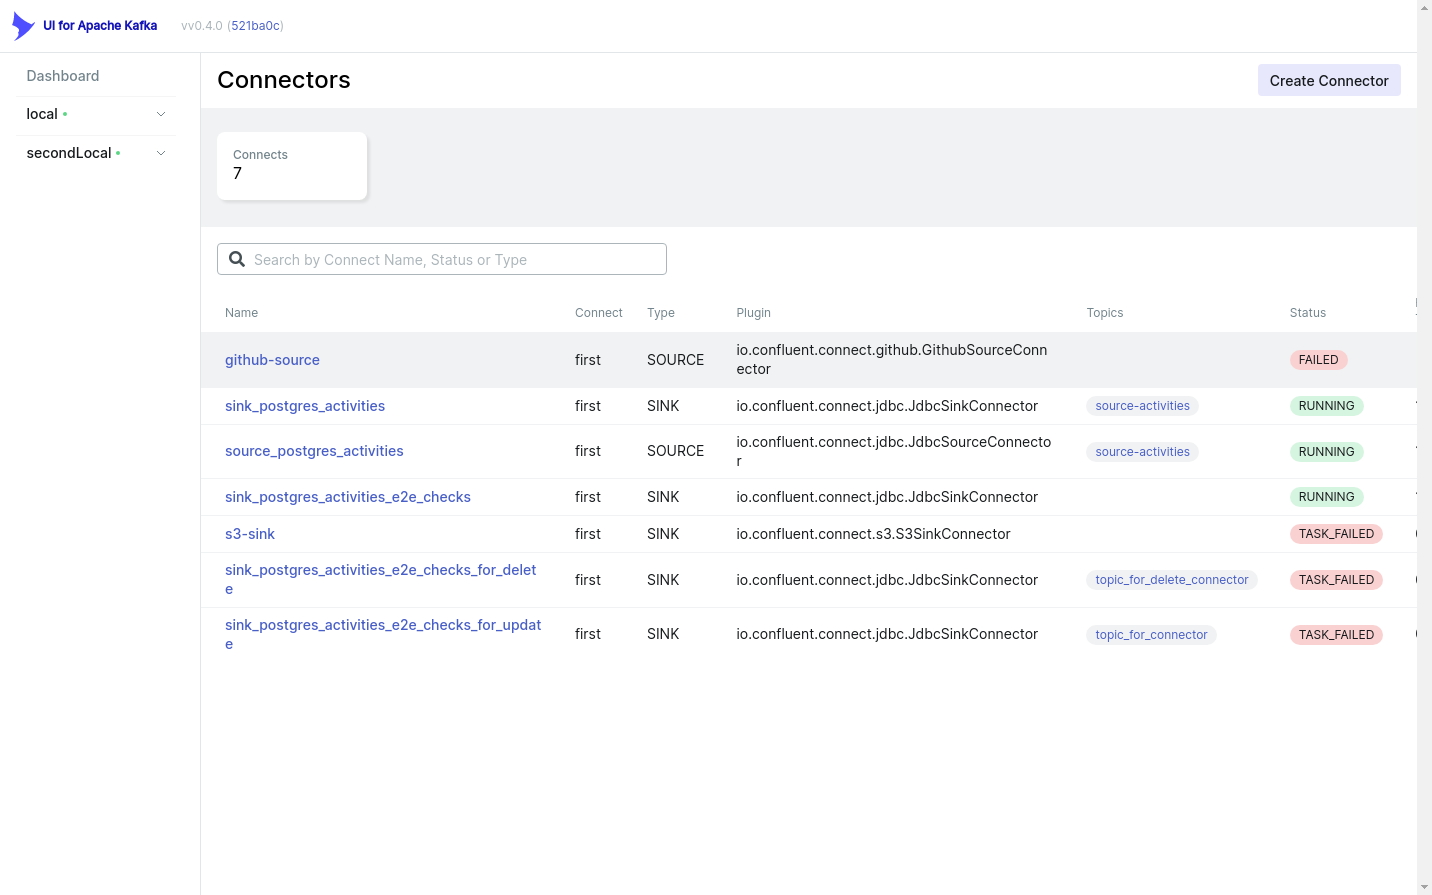 UI for Apache Kafka vv0.4.0 (521ba0c)
Dashboard
local
secondLocal
Connectors
Create Connector
Connects
7
Search by Connect Name, Status or Type
Name Connect Type Plugin Topics Status
github-source first SOURCE io.confluent.connect.github.GithubSourceConn
ector FAILED
sink_postgres_activities first SINK io.confluent.connect.jdbc.JdbcSinkConnector source-activities RUNNING
source_postgres_activities first SOURCE io.confluent.connect.jdbc.JdbcSourceConnecto
r source-activities RUNNING
sink_postgres_activities_e2e_checks first SINK io.confluent.connect.jdbc.JdbcSinkConnector RUNNING
s3-sink first SINK io.confluent.connect.s3.S3SinkConnector TASK_FAILED
sink_postgres_activities_e2e_checks_for_delet
e first SINK io.confluent.connect.jdbc.JdbcSinkConnector topic_for_delete_connector TASK_FAILED
sink_postgres_activities_e2e_checks_for_updat
e first SINK io.confluent.connect.jdbc.JdbcSinkConnector topic_for_connector TASK_FAILED